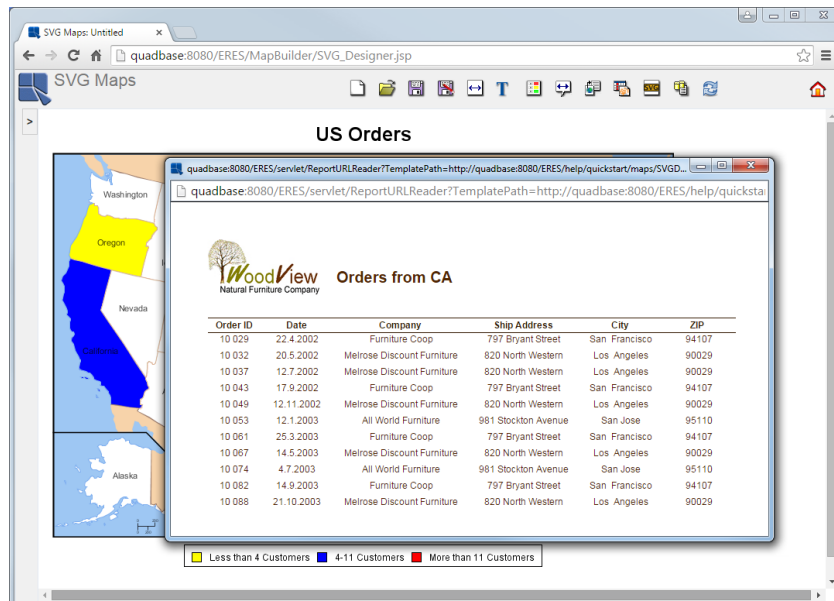 SVG Maps: Untitled
quadbase:8080/ERES/MapBuilder/SVG_Designer.jsp
SVG Maps
T
SVG
>
US Orders
quadbase:8080/ERES/servlet/ReportURLReader?TemplatePath=http://quadbase:8080/ERES/help/quickstart/maps/SVGD...
quadbase:8080/ERES/servlet/ReportURLReader?TemplatePath=http://quadbase:8080/ERES/help/quickstar
Washington
Oregon
Nevada
California
Alaska
WoodView
Natural Furniture Company
Orders from CA
Order ID Date Company Ship Address City ZIP
10 029 22.4.2002 Furniture Coop 797 Bryant Street San Francisco 94107
10 032 20.5.2002 Melrose Discount Furniture 820 North Western Los Angeles 90029
10 037 12.7.2002 Melrose Discount Furniture 820 North Western Los Angeles 90029
10 043 17.9.2002 Furniture Coop 797 Bryant Street San Francisco 94107
10 049 12.11.2002 Melrose Discount Furniture 820 North Western Los Angeles 90029
10 053 12.1.2003 All World Furniture 981 Stockton Avenue San Jose 95110
10 061 25.3.2003 Furniture Coop 797 Bryant Street San Francisco 94107
10 067 14.5.2003 Melrose Discount Furniture 820 North Western Los Angeles 90029
10 074 4.7.2003 All World Furniture 981 Stockton Avenue San Jose 95110
10 082 14.9.2003 Furniture Coop 797 Bryant Street San Francisco 94107
10 088 21.10.2003 Melrose Discount Furniture 820 North Western Los Angeles 90029
Less than 4 Customers 4-11 Customers More than 11 Customers